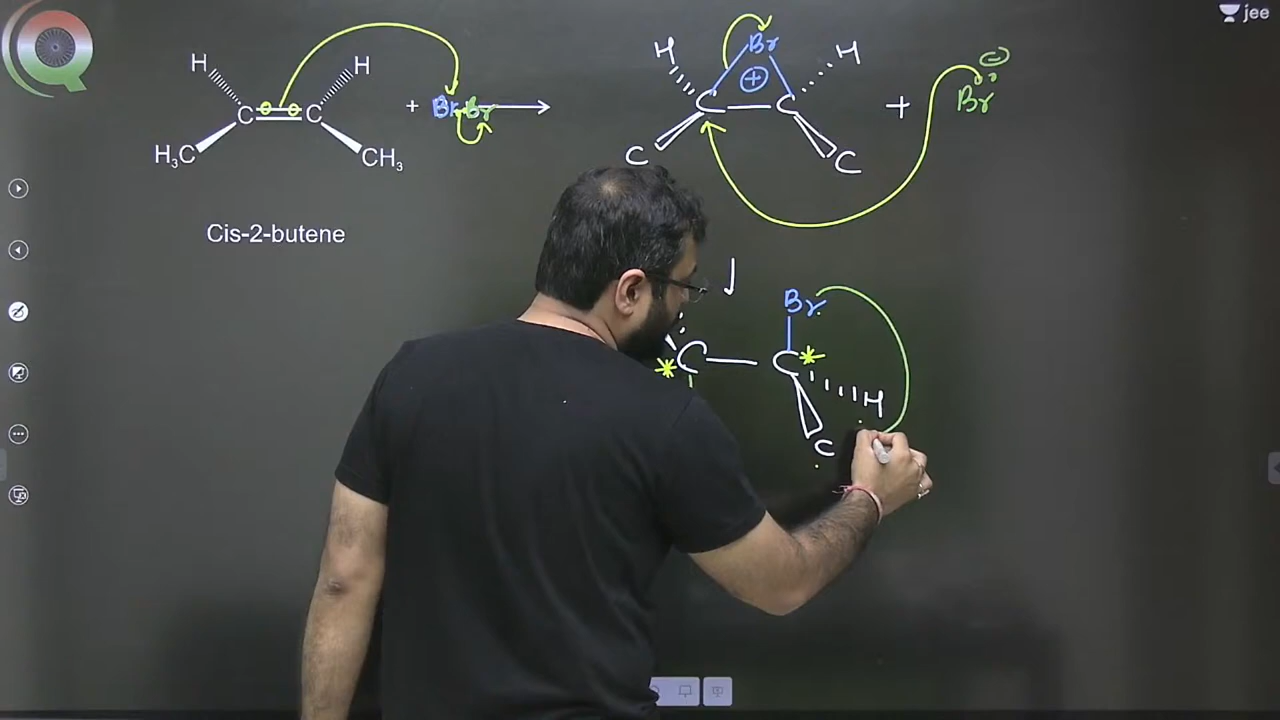 jee
H H
C C
H₃C CH₃
+ Br Br
Cis-2-butene
Br
H H
⊕
C C
C C
+ Br ⊖
Br
* C C *
H
C